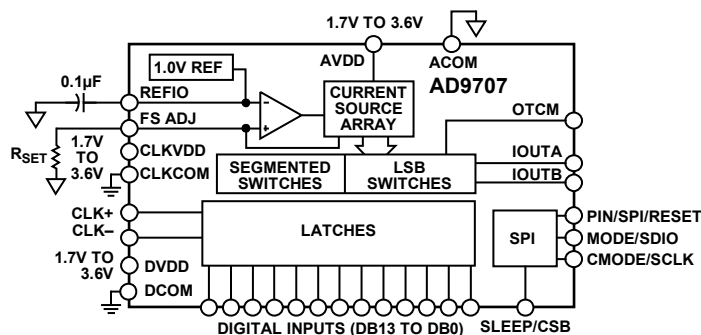 1.7V TO 3.6V
AVDD
ACOM
1.0V REF
AD9707
0.1µF
REFIO
CURRENT
SOURCE
ARRAY
OTCM
FS ADJ
RSET
1.7V
TO
3.6V
CLKVDD
CLKCOM
SEGMENTED
SWITCHES
LSB
SWITCHES
IOUTA
IOUTB
CLK+
CLK–
LATCHES
SPI
PIN/SPI/RESET
MODE/SDIO
CMODE/SCLK
1.7V TO
3.6V
DVDD
DCOM
DIGITAL INPUTS (DB13 TO DB0)
SLEEP/CSB